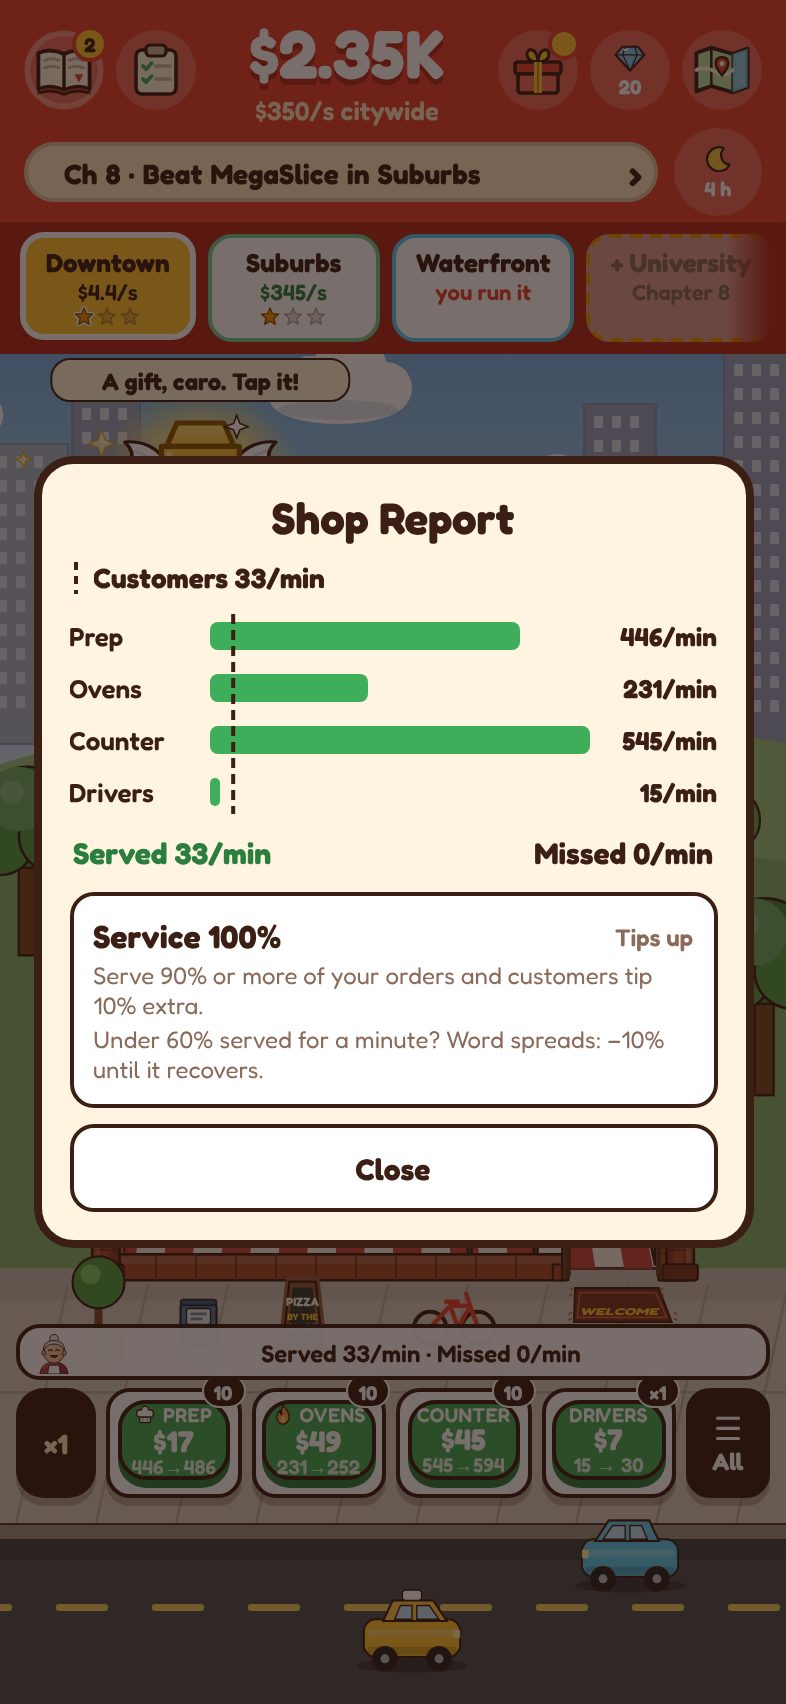 2
$2.35K
$350/s citywide
20
Ch 8 · Beat MegaSlice in Suburbs
4 h
Downtown
$4.4/s
Suburbs
$345/s
Waterfront
you run it
+ University
Chapter 8
A gift, caro. Tap it!
Shop Report
Customers 33/min
Prep 446/min
Ovens 231/min
Counter 545/min
Drivers 15/min
Served 33/min Missed 0/min
Service 100% Tips up
Serve 90% or more of your orders and customers tip
10% extra.
Under 60% served for a minute? Word spreads: −10%
until it recovers.
Close
PIZZA
BY THE
WELCOME
Served 33/min · Missed 0/min
x1
10
PREP
$17
446→486
10
OVENS
$49
231→252
10
COUNTER
$45
545→594
x1
DRIVERS
$7
15 → 30
All